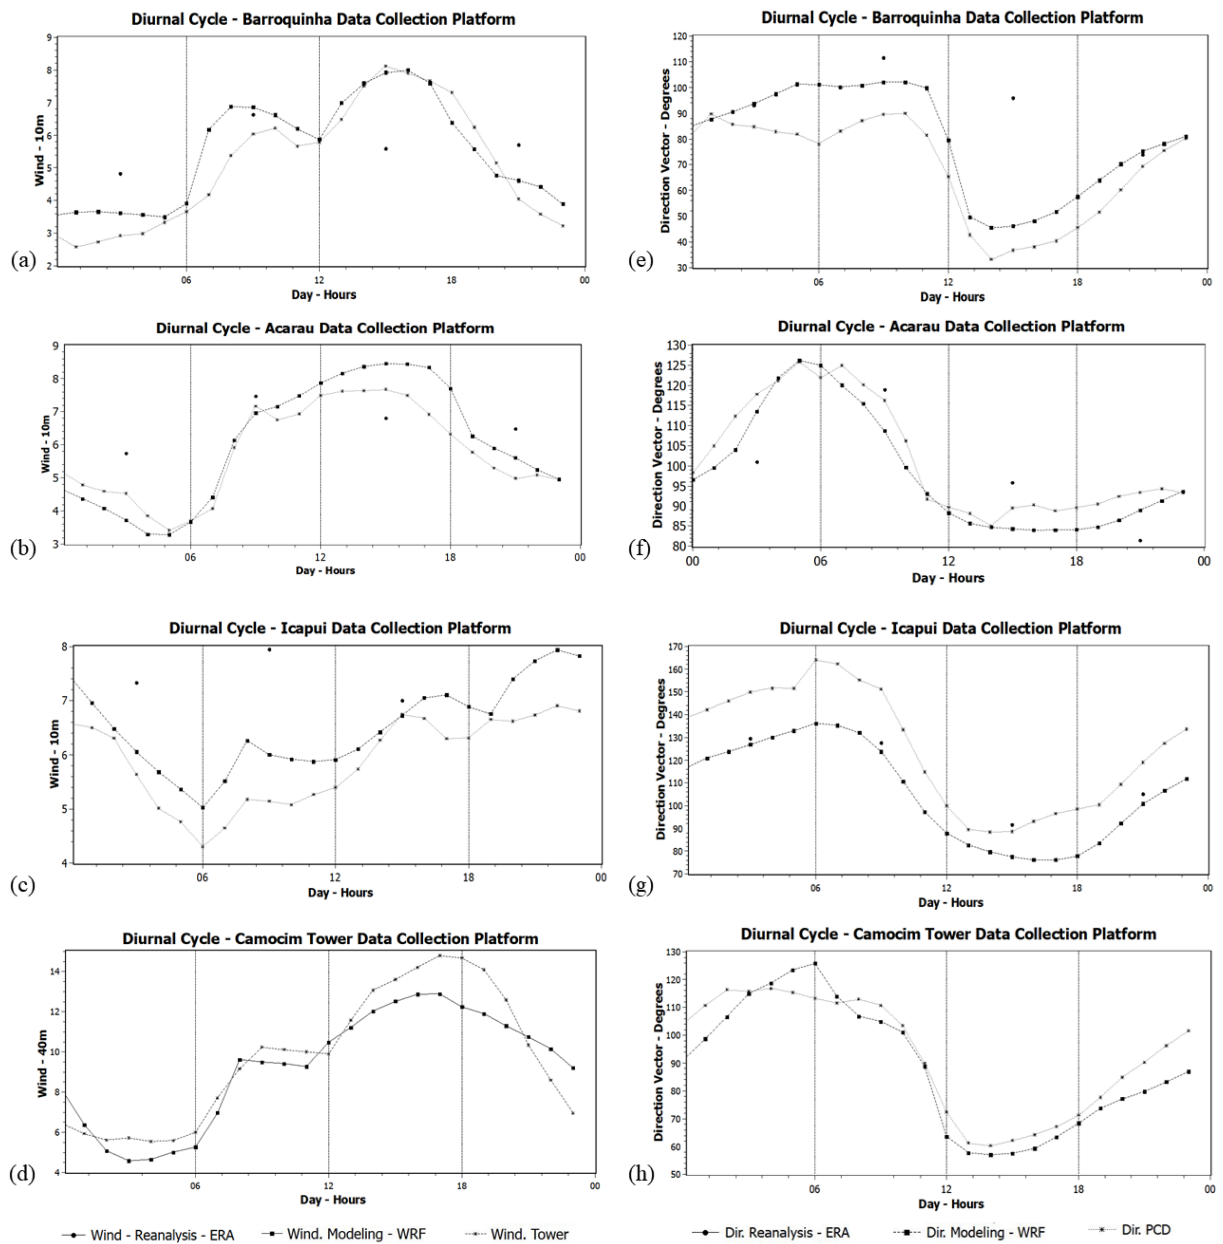 Diurnal Cycle - Barroquinha Data Collection Platform
9
8
7
6
5
4
3
2
Wind - 10m
06
12
18
00
Day - Hours
(a)
Diurnal Cycle - Barroquinha Data Collection Platform
120
110
100
90
80
70
60
50
40
30
Direction Vector - Degrees
06
12
18
00
Day - Hours
(e)
Diurnal Cycle - Acarau Data Collection Platform
9
8
7
6
5
4
3
Wind - 10m
06
12
18
00
Day - Hours
(b)
Diurnal Cycle - Acarau Data Collection Platform
130
125
120
115
110
105
100
95
90
85
80
Direction Vector - Degrees
00
06
12
18
00
Day - Hours
(f)
Diurnal Cycle - Icapui Data Collection Platform
8
7
6
5
4
Wind - 10m
06
12
18
00
Day - Hours
(c)
Diurnal Cycle - Icapui Data Collection Platform
170
160
150
140
130
120
110
100
90
80
70
Direction Vector - Degrees
06
12
18
00
Day - Hours
(g)
Diurnal Cycle - Camocim Tower Data Collection Platform
14
12
10
8
6
4
Wind - 40m
06
12
18
00
Day - Hours
(d)
Diurnal Cycle - Camocim Tower Data Collection Platform
130
120
110
100
90
80
70
60
50
Direction Vector - Degrees
06
12
18
00
Day - Hours
(h)
Wind - Reanalysis - ERA
Wind. Modeling - WRF
Wind. Tower
Dir. Reanalysis - ERA
Dir. Modeling - WRF
Dir. PCD